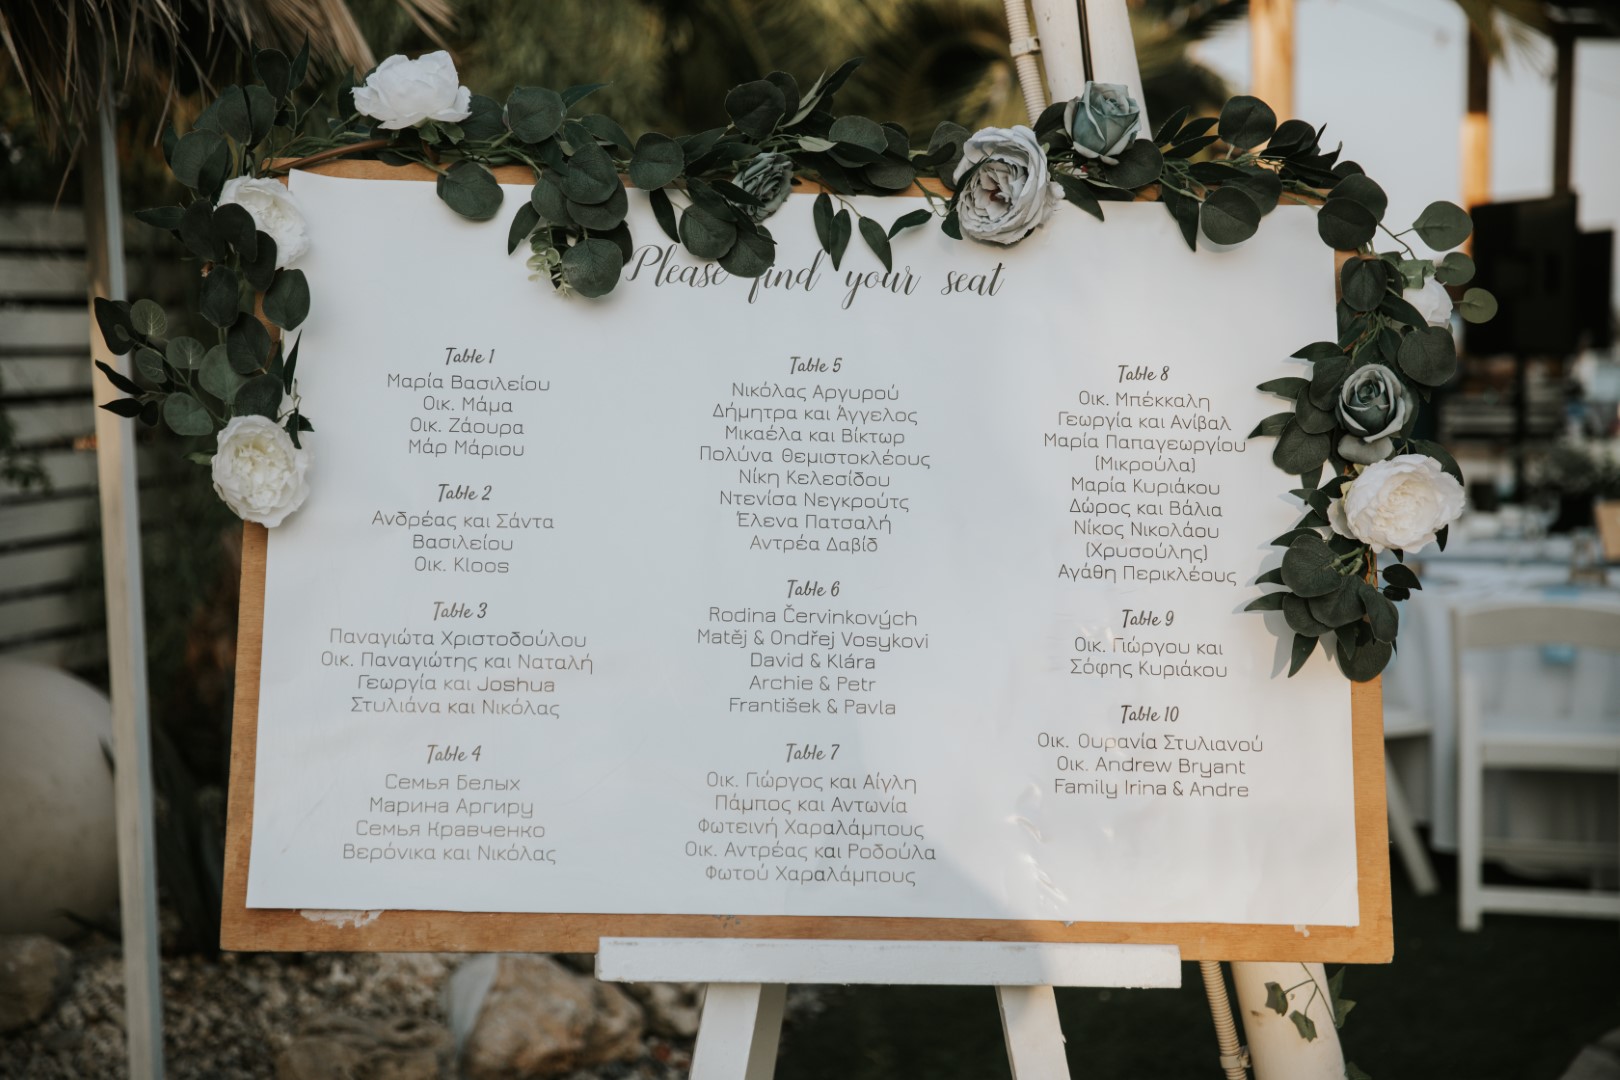 Please find your seat
Table 1
Μαρία Βασιλείου
Οικ. Μάμα
Οικ. Ζάουρα
Μάρ Μάριου
Table 2
Ανδρέας και Σάντα
Βασιλείου
Οικ. Kloos
Table 3
Παναγιώτα Χριστοδούλου
Οικ. Παναγιώτης και Ναταλή
Γεωργία και Joshua
Στυλιάνα και Νικόλας
Table 4
Семья Белых
Марина Аргиру
Семья Кравченко
Βερόνικα και Νικόλας
Table 5
Νικόλας Αργυρού
Δήμητρα και Άγγελος
Μικαέλα και Βίκτωρ
Πολύνα Θεμιστοκλέους
Νίκη Κελεσίδου
Ντενίσα Νεγκρούτς
Έλενα Πατσαλή
Αντρέα Δαβίδ
Table 6
Rodina Červinkových
Matěj & Ondřej Vosykovi
David & Klára
Archie & Petr
František & Pavla
Table 7
Οικ. Γιώργος και Αίγλη
Πάμπος και Αντωνία
Φωτεινή Χαραλάμπους
Οικ. Αντρέας και Ροδούλα
Φωτού Χαραλάμπους
Table 8
Οικ. Μπέκκαλη
Γεωργία και Ανίβαλ
Μαρία Παπαγεωργίου
(Μικρούλα)
Μαρία Κυριάκου
Δώρος και Βάλια
Νίκος Νικολάου
(Χρυσούλης)
Αγάθη Περικλέους
Table 9
Οικ. Γιώργου και
Σόφης Κυριάκου
Table 10
Οικ. Ουρανία Στυλιανού
Οικ. Andrew Bryant
Family Irina & Andre